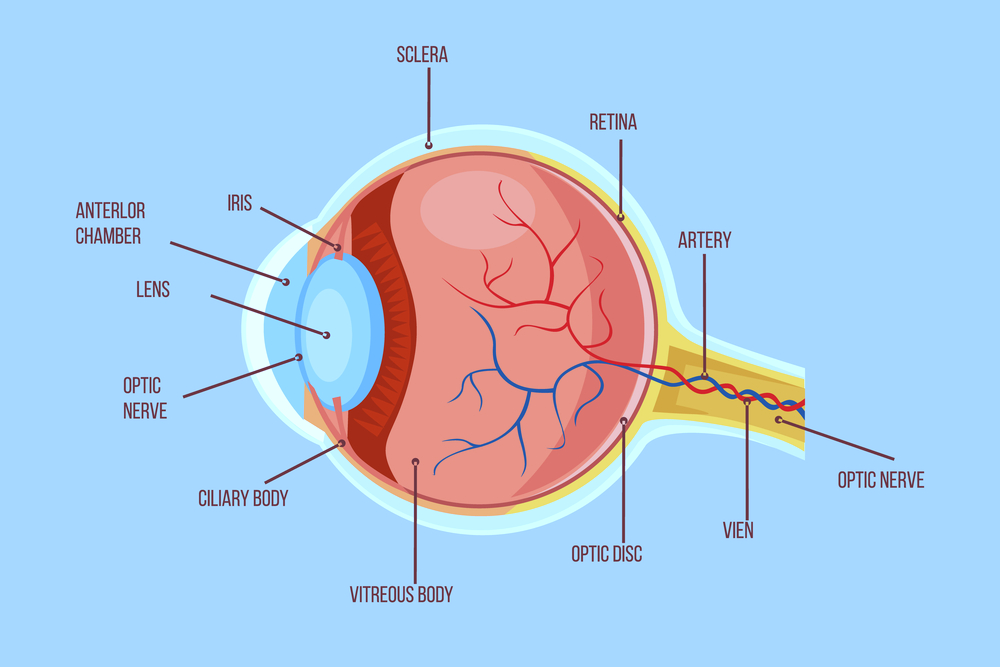 SCLERA
RETINA
IRIS
ANTERLOR
CHAMBER
ARTERY
LENS
OPTIC
NERVE
OPTIC NERVE
CILIARY BODY
VIEN
OPTIC DISC
VITREOUS BODY